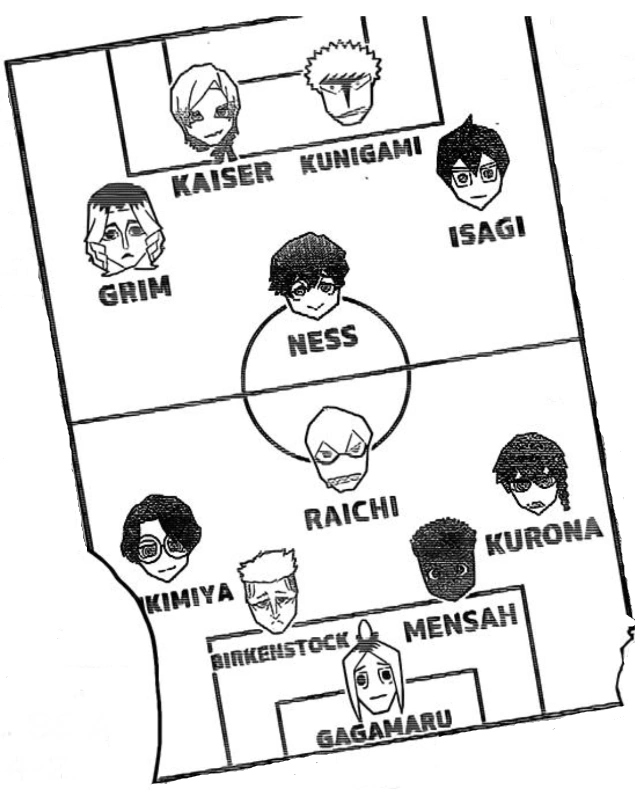 KAISER
KUNIGAMI
ISAGI
GRIM
NESS
RAICHI
KURONA
KIMIYA
MENSAH
BIRKENSTOCK
GAGAMARU